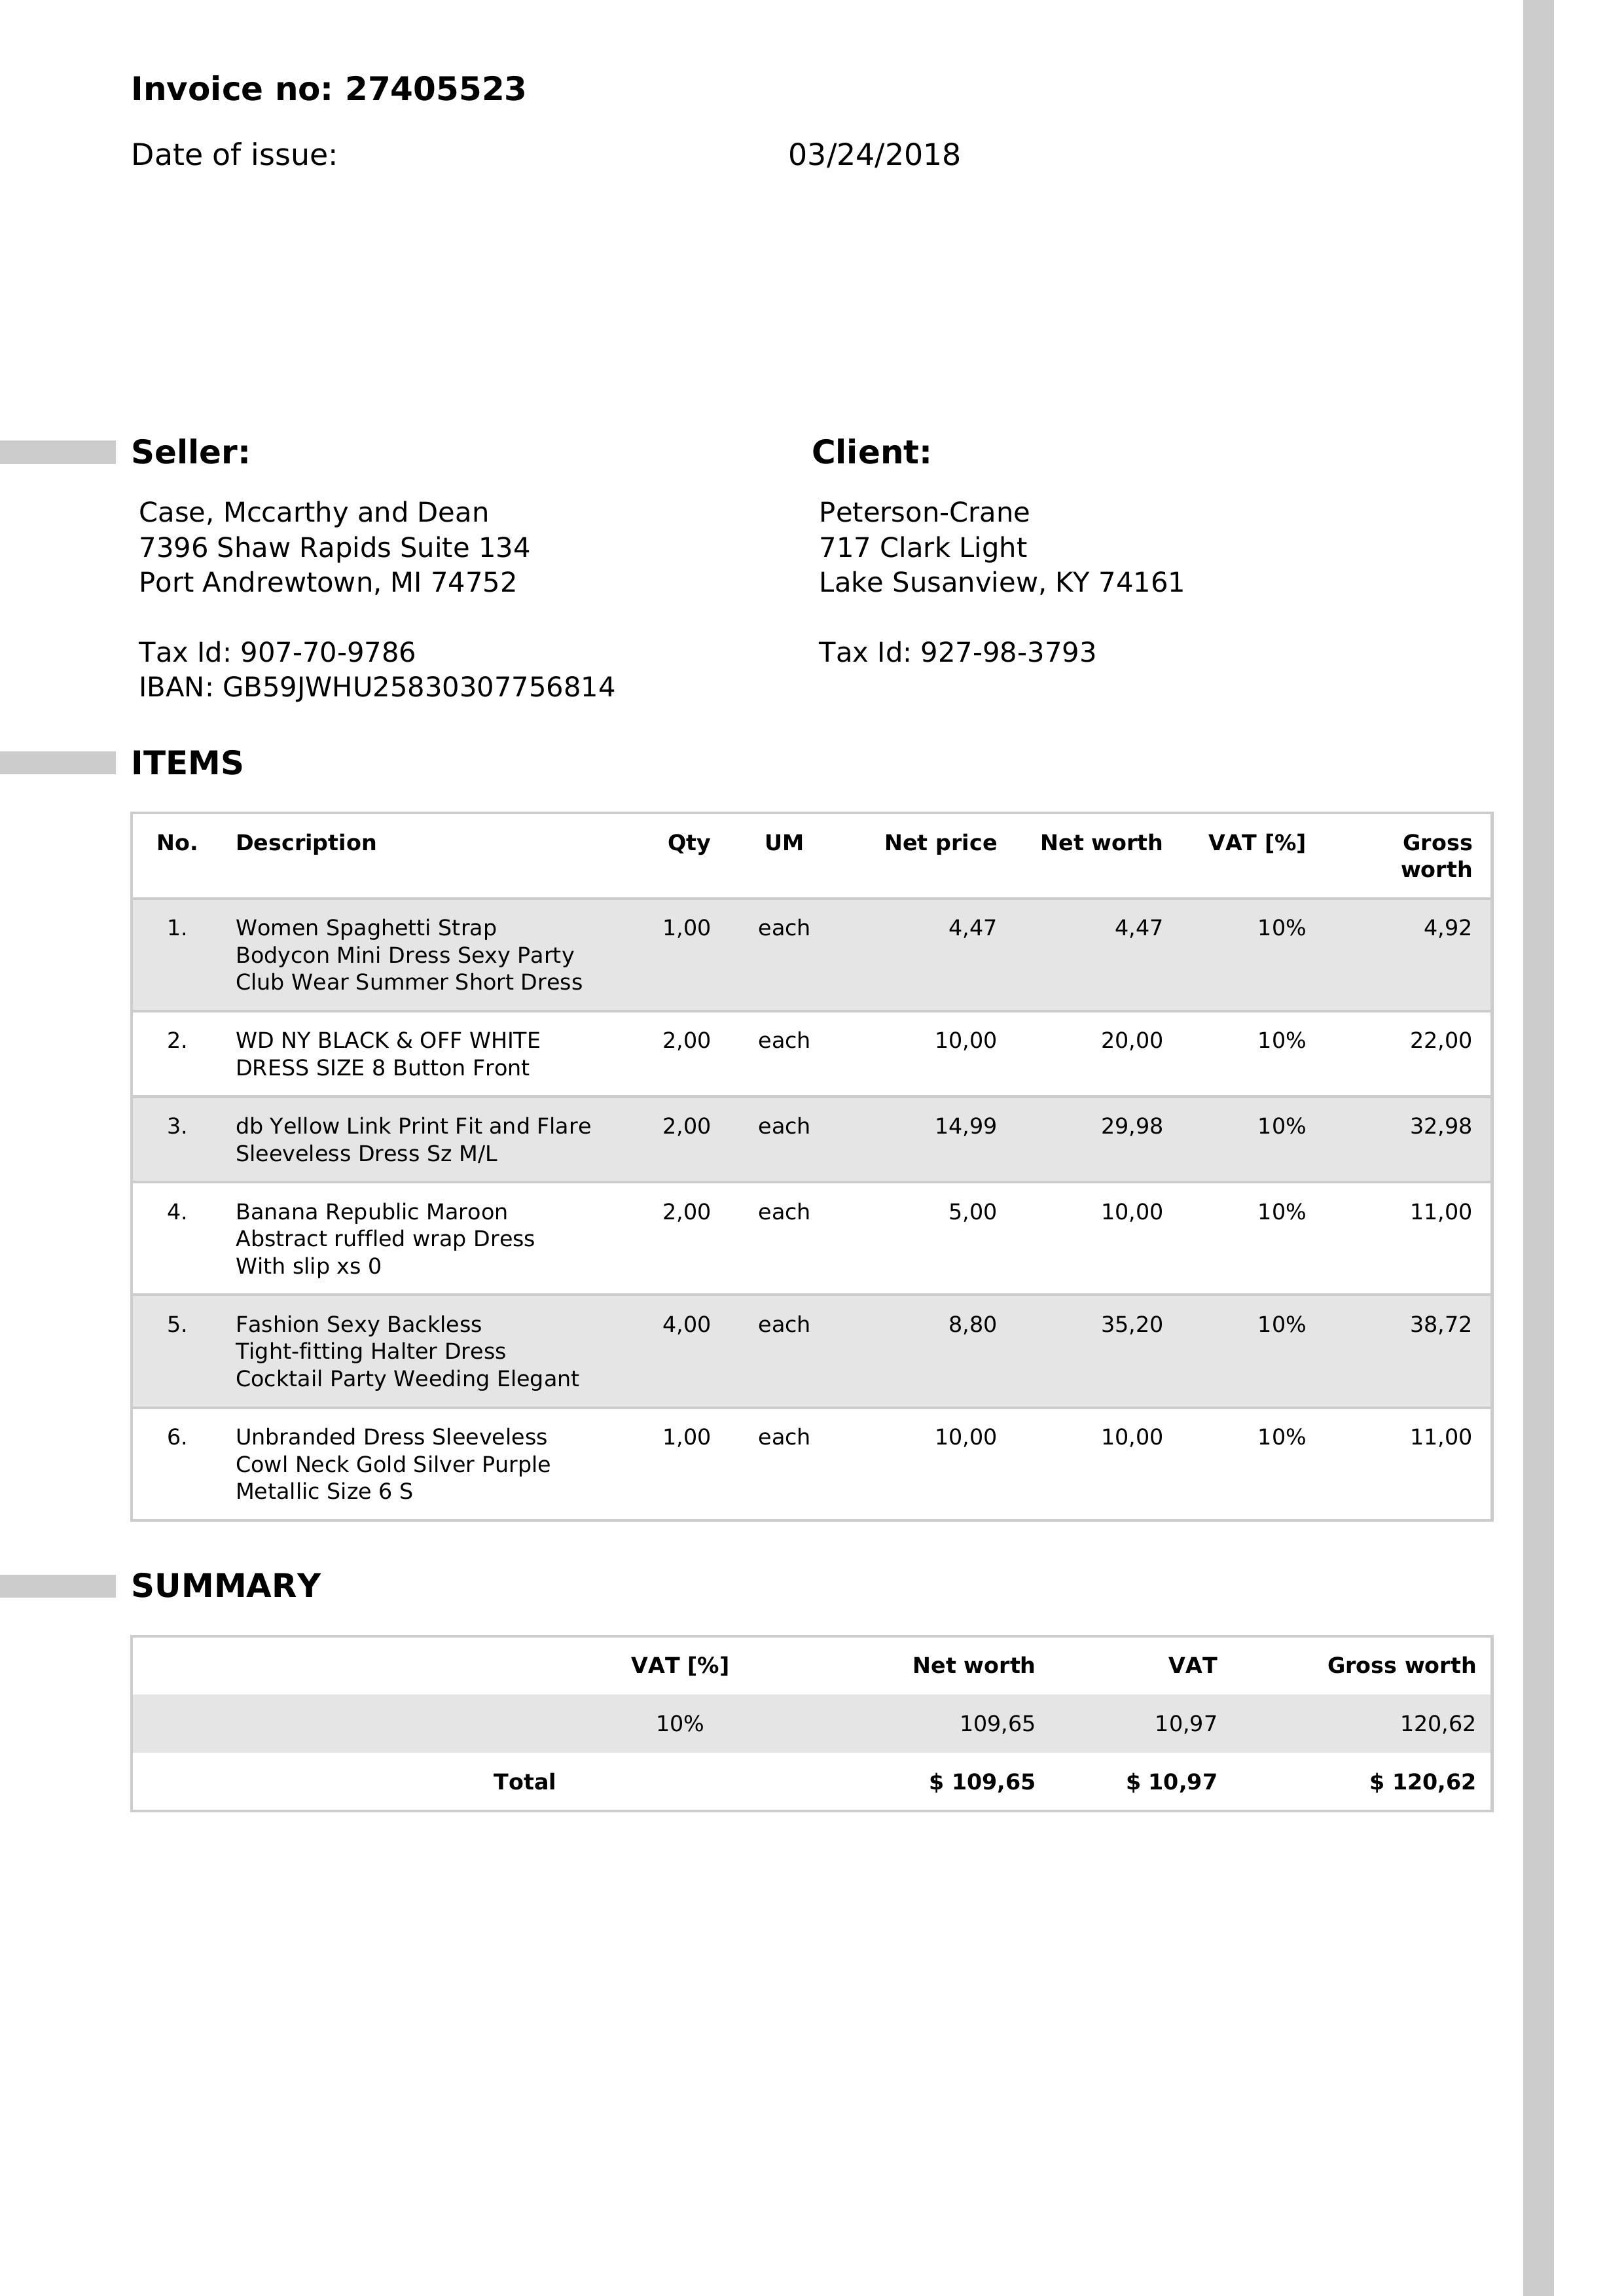 Invoice no: 27405523
Date of issue: 03/24/2018
Seller: Client:
Case, Mccarthy and Dean Peterson-Crane
7396 Shaw Rapids Suite 134 717 Clark Light
Port Andrewtown, MI 74752 Lake Susanview, KY 74161
Tax Id: 907-70-9786 Tax Id: 927-98-3793
IBAN: GB59JWHU25830307756814
ITEMS
No. Description Qty UM Net price Net worth VAT [%] Gross
worth
1. Women Spaghetti Strap 1,00 each 4,47 4,47 10% 4,92
Bodycon Mini Dress Sexy Party
Club Wear Summer Short Dress
2. WD NY BLACK & OFF WHITE 2,00 each 10,00 20,00 10% 22,00
DRESS SIZE 8 Button Front
3. db Yellow Link Print Fit and Flare 2,00 each 14,99 29,98 10% 32,98
Sleeveless Dress Sz M/L
4. Banana Republic Maroon 2,00 each 5,00 10,00 10% 11,00
Abstract ruffled wrap Dress
With slip xs 0
5. Fashion Sexy Backless 4,00 each 8,80 35,20 10% 38,72
Tight-fitting Halter Dress
Cocktail Party Weeding Elegant
6. Unbranded Dress Sleeveless 1,00 each 10,00 10,00 10% 11,00
Cowl Neck Gold Silver Purple
Metallic Size 6 S
SUMMARY
VAT [%] Net worth VAT Gross worth
10% 109,65 10,97 120,62
Total $ 109,65 $ 10,97 $ 120,62